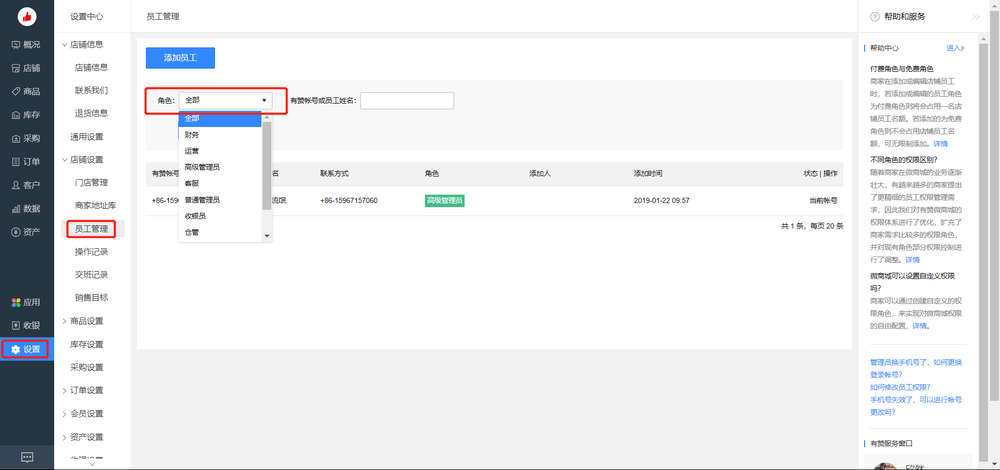 概况
店铺
商品
库存
采购
订单
客户
数据
资产
应用
收银
设置
设置中心
店铺信息
店铺信息
联系我们
退货信息
通用设置
店铺设置
门店管理
商家地址库
员工管理
操作记录
交班记录
销售目标
商品设置
库存设置
采购设置
订单设置
会员设置
资产设置
员工管理
添加员工
角色：
全部
有赞帐号或员工姓名：
全部
财务
运营
高级管理员
客服
普通管理员
收银员
仓管
有赞帐号 名 联系方式 角色 添加人 添加时间 状态 | 操作
+86-159 流氓 +86-15967157060 高级管理员 2019-01-22 09:57 当前帐号
共 1 条，每页 20 条
? 帮助和服务
帮助中心 进入>
付费角色与免费角色
商家在添加或编辑店铺员工
时，若添加或编辑的员工角色
为付费角色则将会占用一名店
铺员工名额。若添加的为免费
角色则不会占用店铺员工名
额，可无限制添加。详情
不同角色的权限区别？
随着商家在微商城的业务逐渐
壮大，有越来越多的商家提出
了更精细的员工权限管理需
求，因此我们对有赞微商城的
权限体系进行了优化，扩充了
商家需求比较多的权限角色，
并对现有角色部分权限控制进
行了调整。详情
微商城可以设置自定义权限
吗？
商家可以通过创建自定义的权
限角色，来实现对微商城权限
的自由配置，详情。
管理员换手机号了，如何更换
登录帐号？
如何修改员工权限？
手机号失效了，可以进行帐号
更改吗？
有赞服务窗口